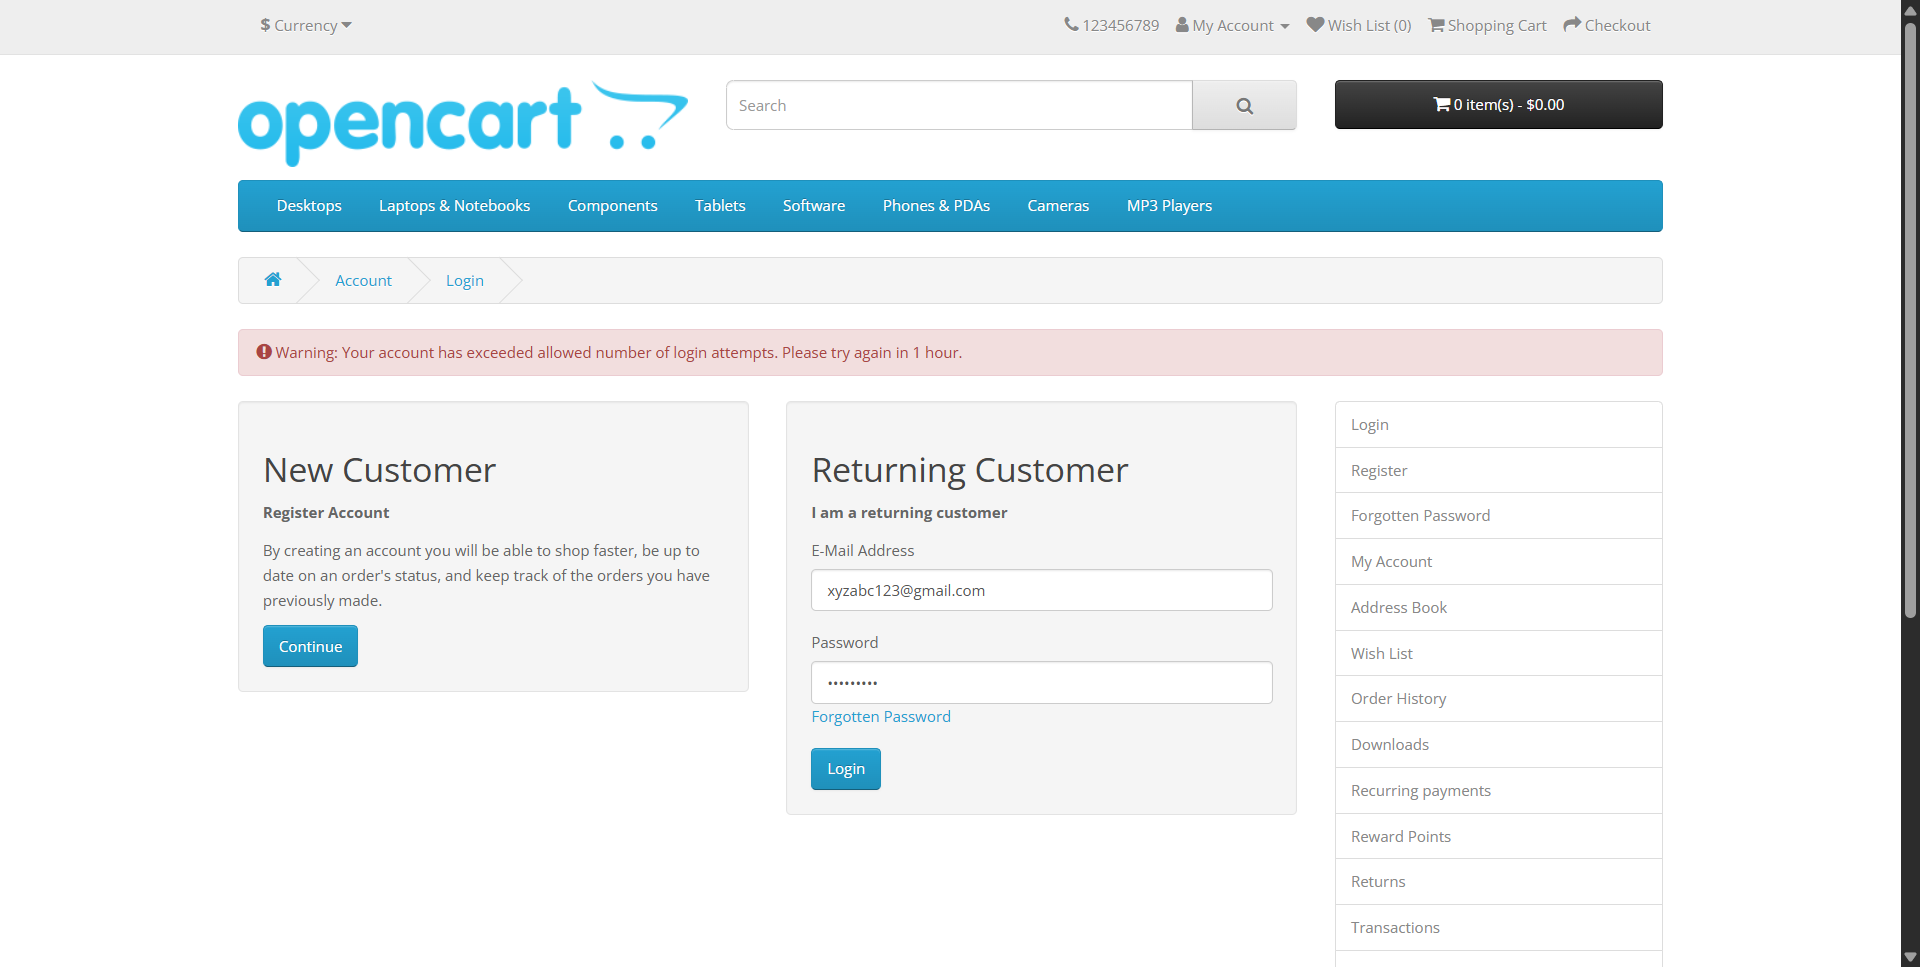 $ Currency
123456789 My Account Wish List (0) Shopping Cart Checkout
opencart
Search
0 item(s) - $0.00
Desktops Laptops & Notebooks Components Tablets Software Phones & PDAs Cameras MP3 Players
Account Login
Warning: Your account has exceeded allowed number of login attempts. Please try again in 1 hour.
New Customer
Register Account
By creating an account you will be able to shop faster, be up to
date on an order's status, and keep track of the orders you have
previously made.
Continue
Returning Customer
I am a returning customer
E-Mail Address
xyzabc123@gmail.com
Password
•••••••••
Forgotten Password
Login
Login
Register
Forgotten Password
My Account
Address Book
Wish List
Order History
Downloads
Recurring payments
Reward Points
Returns
Transactions